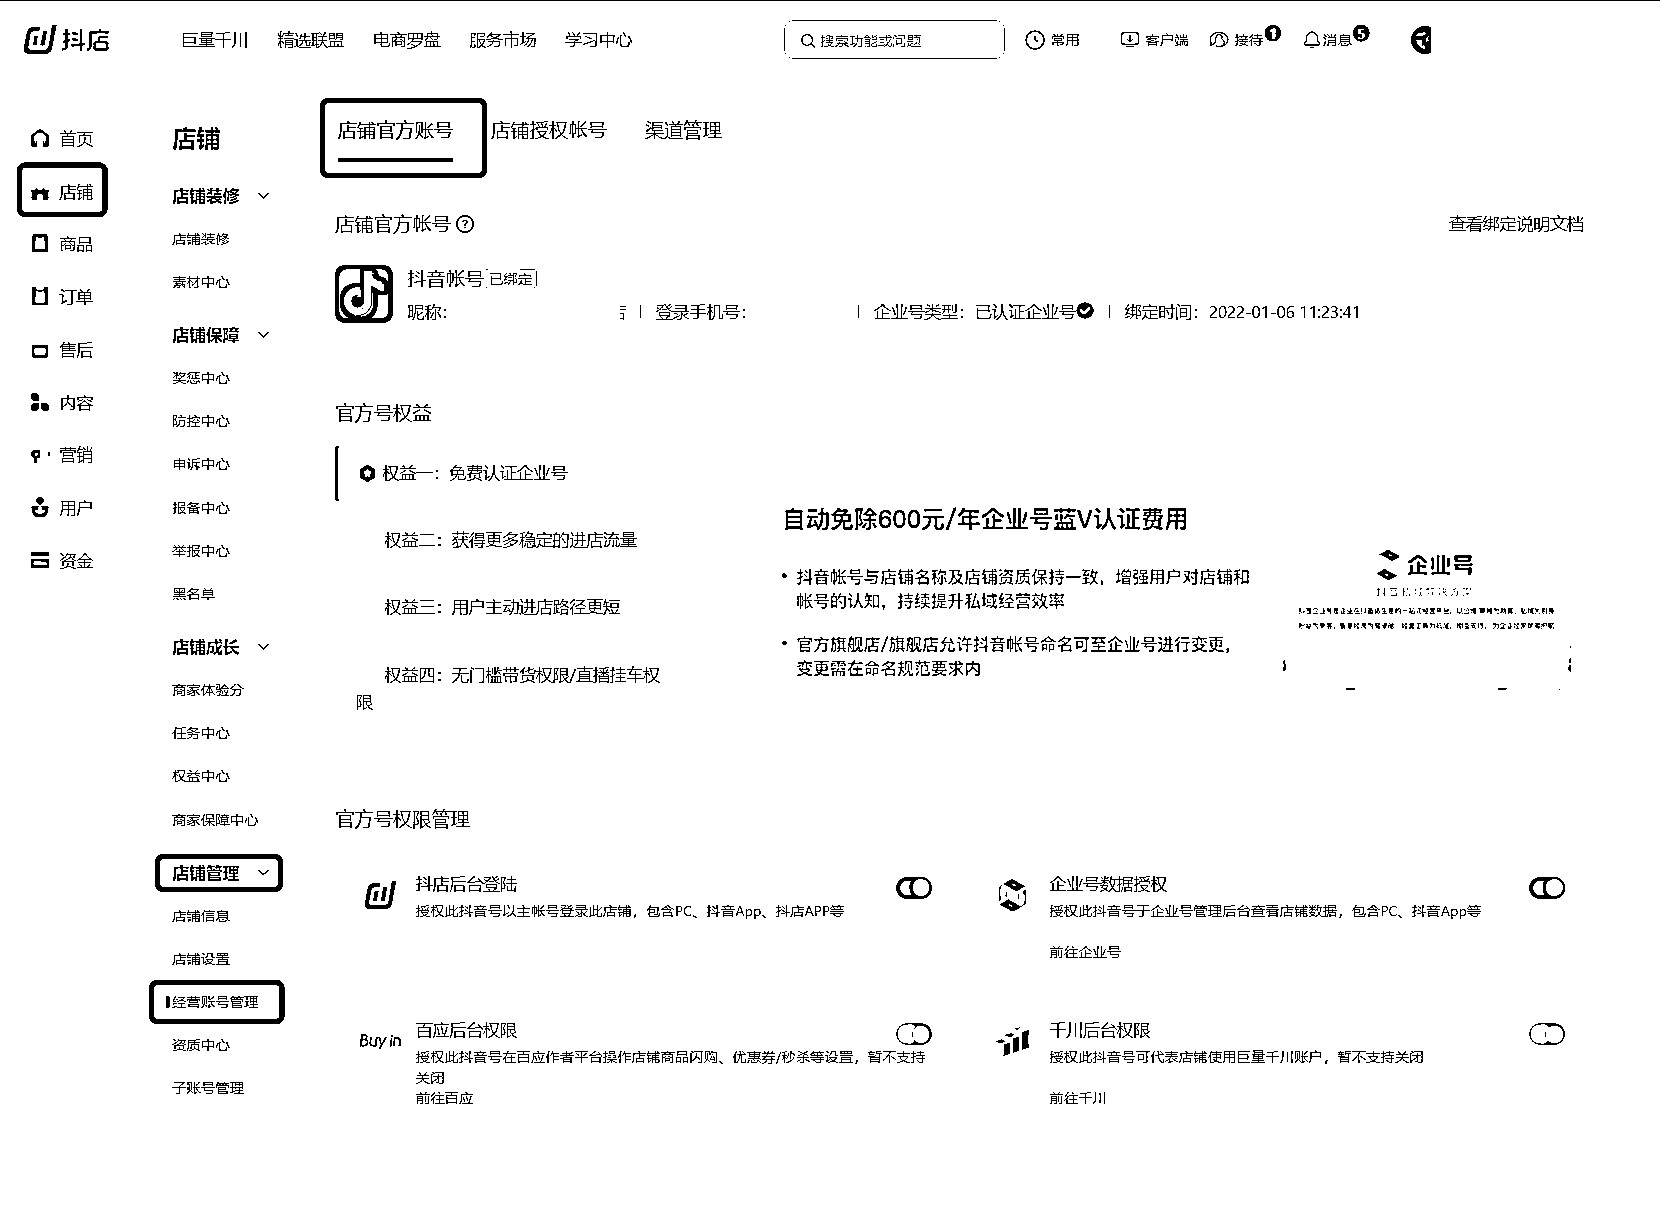 抖店
巨量千川 精选联盟 电商罗盘 服务市场 学习中心
搜索功能或问题
常用 客户端 接待 1 消息 5
首页
店铺
商品
订单
售后
内容
营销
用户
资金
店铺
店铺装修
店铺装修
素材中心
店铺保障
奖惩中心
防控中心
申诉中心
报备中心
举报中心
黑名单
店铺成长
商家体验分
任务中心
权益中心
商家保障中心
店铺管理
店铺信息
店铺设置
经营账号管理
资质中心
子账号管理
店铺官方账号 店铺授权帐号 渠道管理
店铺官方帐号 ?
查看绑定说明文档
抖音帐号 已绑定
昵称: | 登录手机号: | 企业号类型: 已认证企业号 | 绑定时间: 2022-01-06 11:23:41
官方号权益
权益一: 免费认证企业号
权益二: 获得更多稳定的进店流量
权益三: 用户主动进店路径更短
权益四: 无门槛带货权限/直播挂车权
限
自动免除600元/年企业号蓝V认证费用
• 抖音帐号与店铺名称及店铺资质保持一致，增强用户对店铺和
帐号的认知，持续提升私域经营效率
• 官方旗舰店/旗舰店允许抖音帐号命名可至企业号进行变更，
变更需在命名规范要求内
企业号
官方号权限管理
抖店后台登陆
授权此抖音号以主帐号登录此店铺，包含PC、抖音App、抖店APP等
企业号数据授权
授权此抖音号于企业号管理后台查看店铺数据，包含PC、抖音App等
前往企业号
Buy in
百应后台权限
授权此抖音号在百应作者平台操作店铺商品闪购、优惠券/秒杀等设置，暂不支持
关闭
前往百应
千川后台权限
授权此抖音号可代表店铺使用巨量千川账户，暂不支持关闭
前往千川